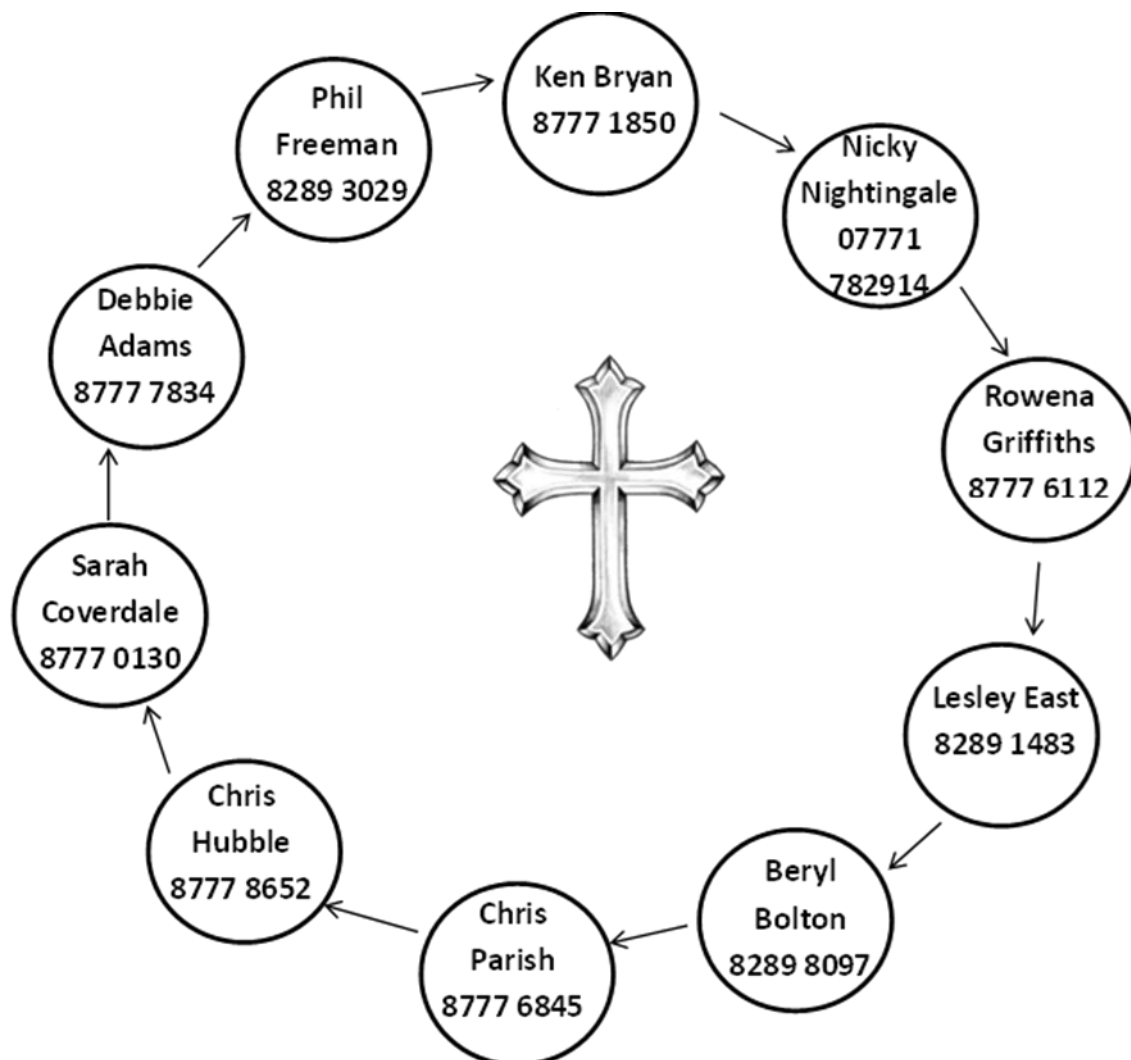 Ken Bryan
8777 1850
Nicky
Nightingale
07771
782914
Rowena
Griffiths
8777 6112
Lesley East
8289 1483
Beryl
Bolton
8289 8097
Chris
Parish
8777 6845
Chris
Hubble
8777 8652
Sarah
Coverdale
8777 0130
Debbie
Adams
8777 7834
Phil
Freeman
8289 3029